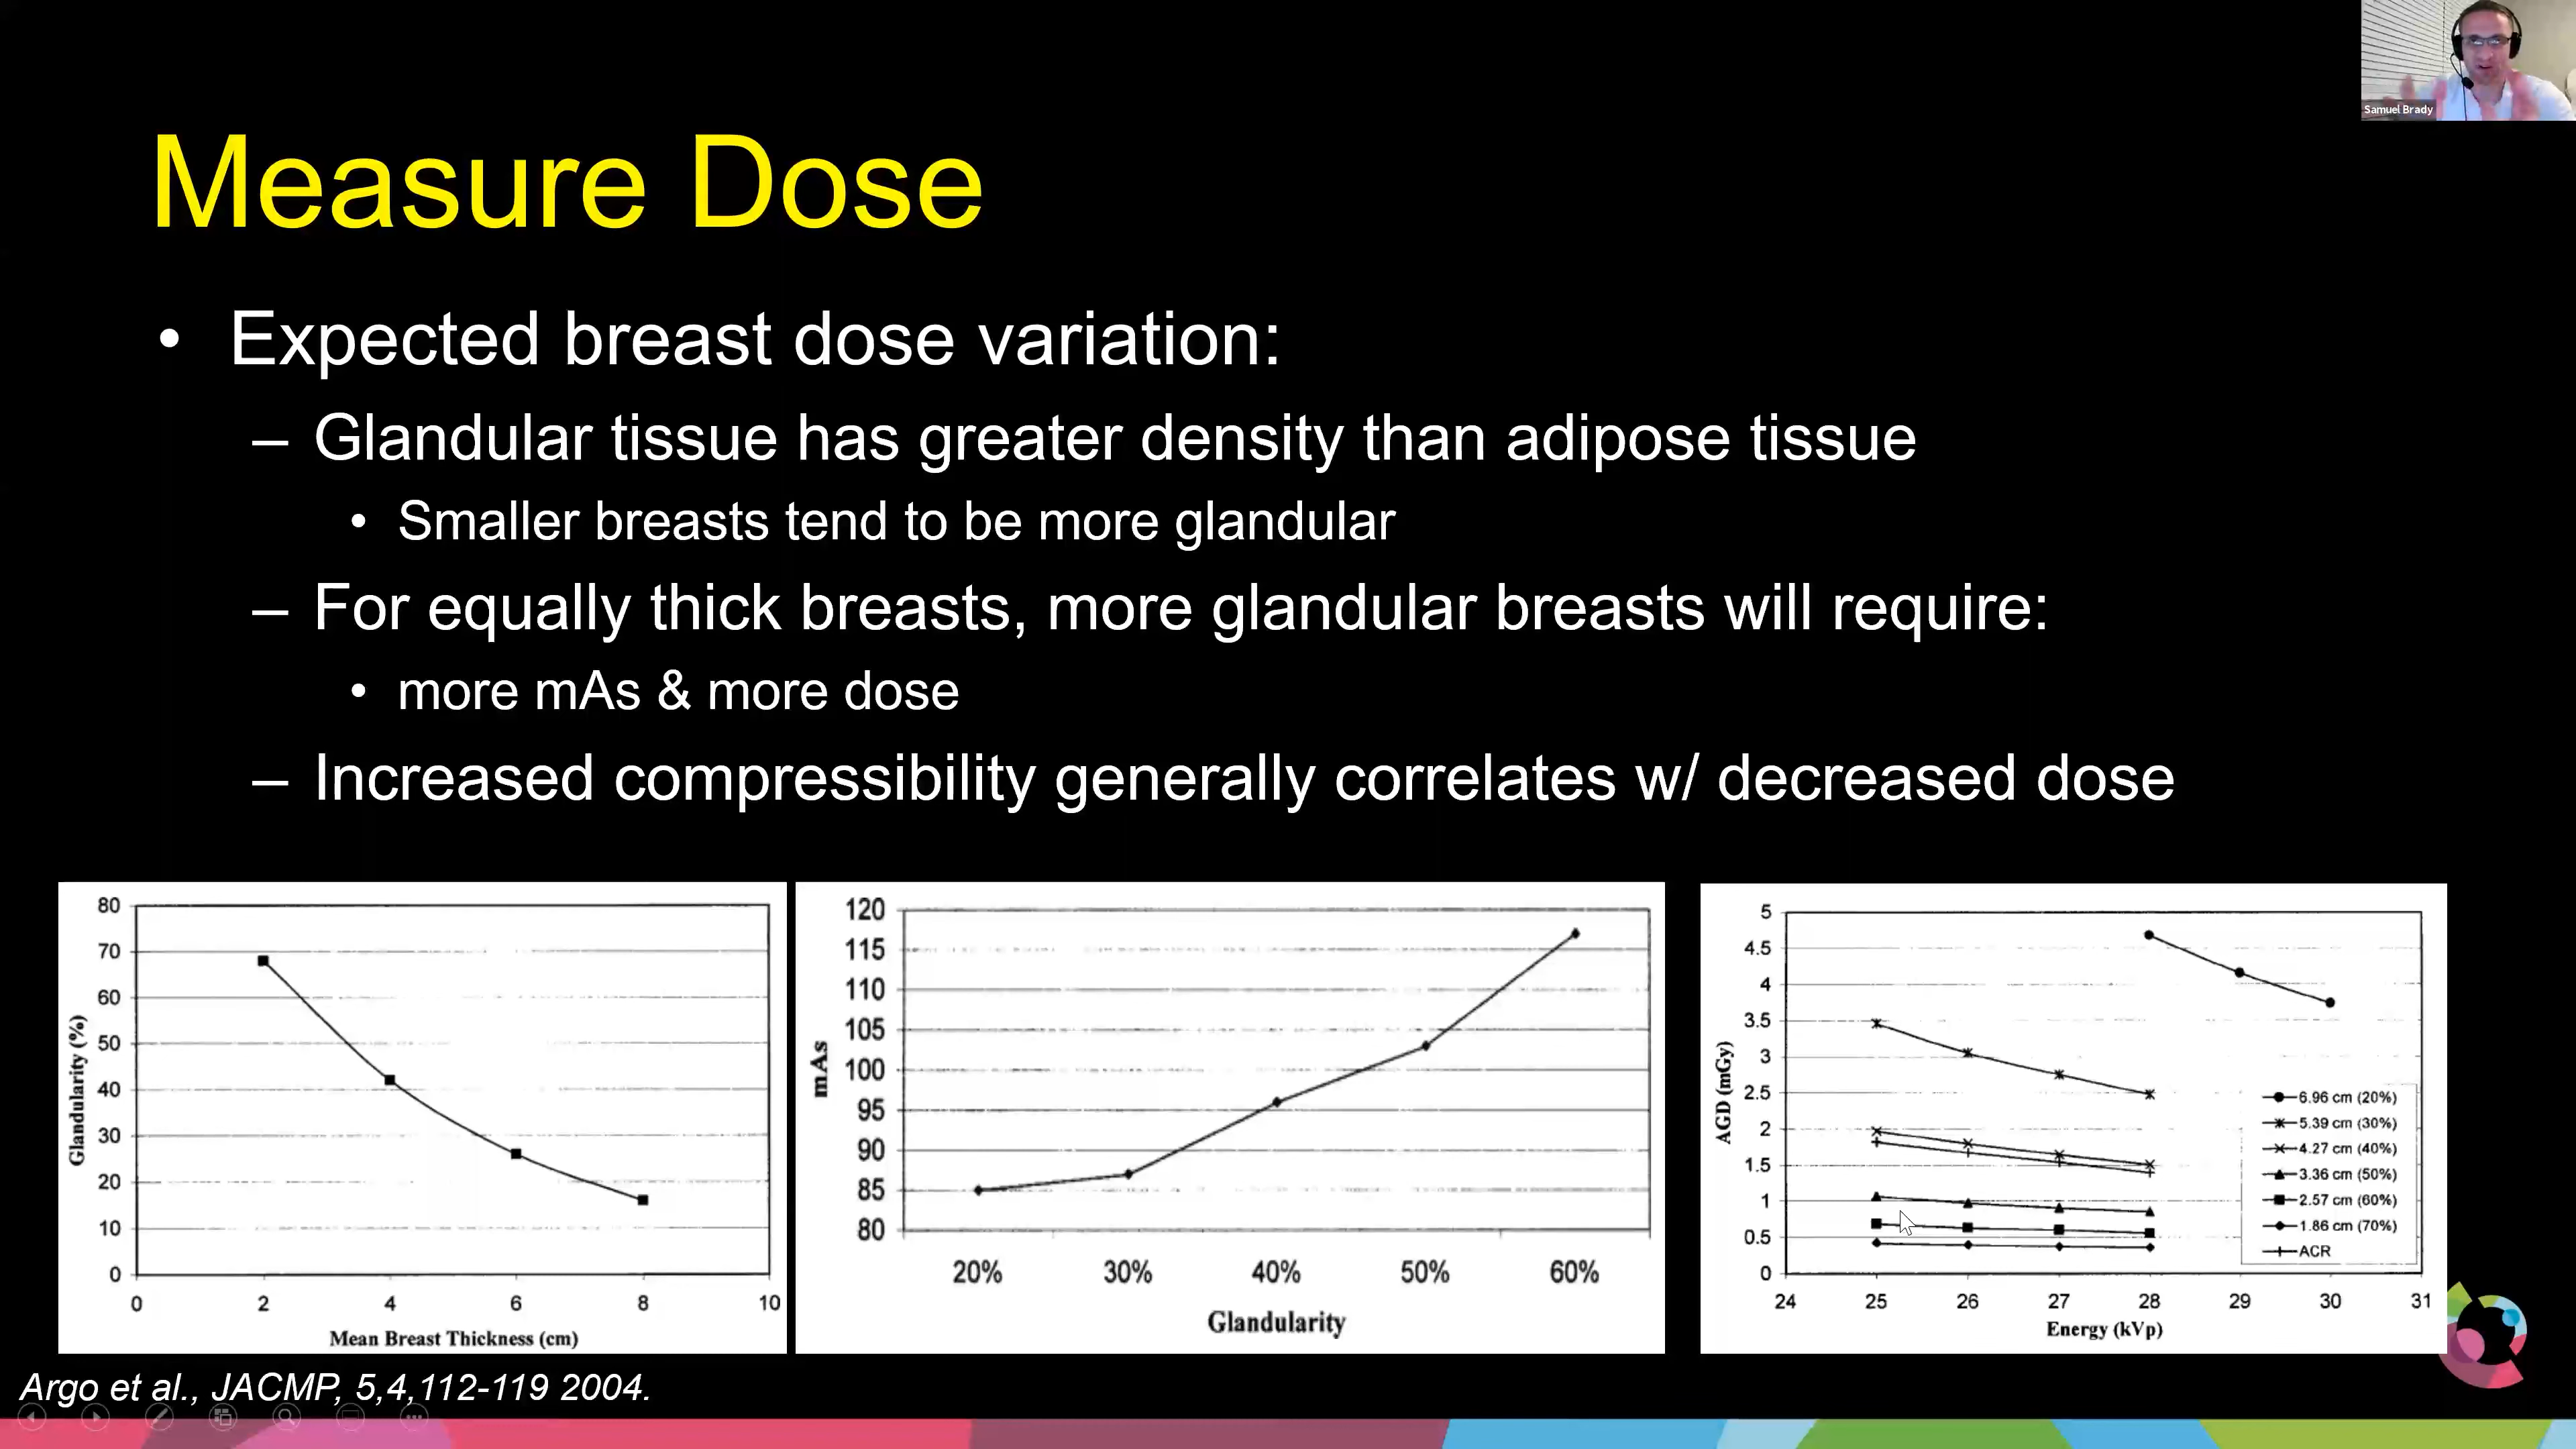 Samuel Brady
Measure Dose
• Expected breast dose variation:
– Glandular tissue has greater density than adipose tissue
• Smaller breasts tend to be more glandular
– For equally thick breasts, more glandular breasts will require:
• more mAs & more dose
– Increased compressibility generally correlates w/ decreased dose
80
70
60
50
40
30
20
10
0
Glandularity (%)
0 2 4 6 8 10
Mean Breast Thickness (cm)
120
115
110
105
100
95
90
85
80
mAs
20% 30% 40% 50% 60%
Glandularity
5
4.5
4
3.5
3
2.5
2
1.5
1
0.5
0
AGD (mGy)
6.96 cm (20%)
5.39 cm (30%)
4.27 cm (40%)
3.36 cm (50%)
2.57 cm (60%)
1.86 cm (70%)
ACR
24 25 26 27 28 29 30 31
Energy (kVp)
Argo et al., JACMP, 5,4,112-119 2004.